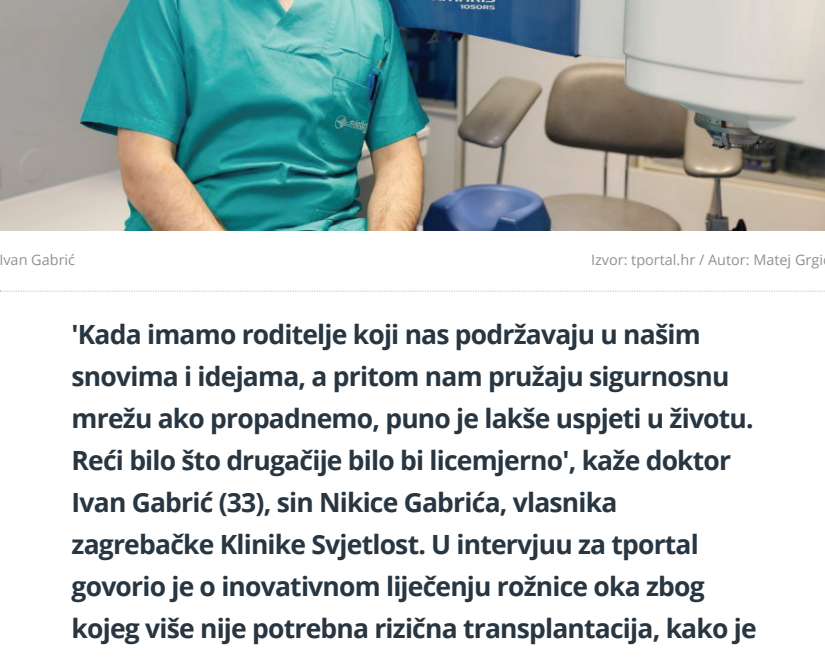 1050RS
Ivan Gabrić
Izvor: tportal.hr / Autor: Matej Grgić
'Kada imamo roditelje koji nas podržavaju u našim
snovima i idejama, a pritom nam pružaju sigurnosnu
mrežu ako propadnemo, puno je lakše uspjeti u životu.
Reći bilo što drugačije bilo bi licemjerno', kaže doktor
Ivan Gabrić (33), sin Nikice Gabrića, vlasnika
zagrebačke Klinike Svjetlost. U intervjuu za tportal
govorio je o inovativnom liječenju rožnice oka zbog
kojeg više nije potrebna rizična transplantacija, kako je